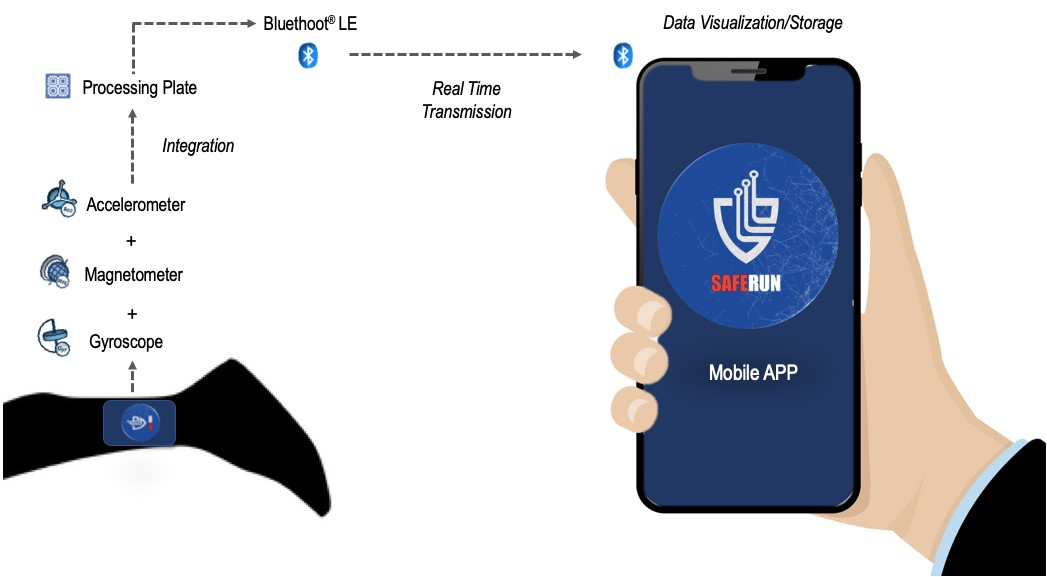 Bluethoot® LE
Data Visualization/Storage
Processing Plate
Real Time
Transmission
Integration
Accelerometer
+
Magnetometer
+
Gyroscope
SAFERUN
Mobile APP